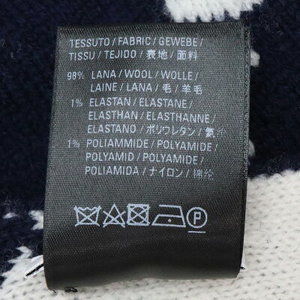 TESSUTO / FABRIC / GEWEBE /
TISSU / TEJIDO / 表地 / 面料
98% LANA / WOOL / WOLLE /
LAINE / LANA / 毛 / 羊毛
1% ELASTAN / ELASTANE /
ELASTHAN / ELASTHANNE /
ELASTANO / ポリウレタン / 氨纶
1% POLIAMMIDE / POLYAMIDE /
POLYAMID / POLYAMIDE /
POLIAMIDA / ナイロン / 锦纶
P